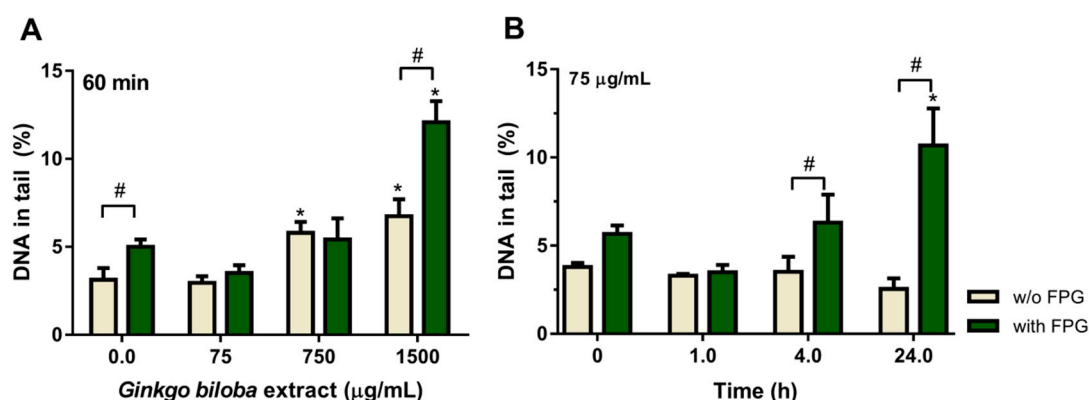 A
60 min
#
#
*
*
*
15
10
5
0
DNA in tail (%)
0.0 75 750 1500
Ginkgo biloba extract (μg/mL)
B
75 μg/mL
#
#
*
15
10
5
0
DNA in tail (%)
0 1.0 4.0 24.0
Time (h)
w/o FPG
with FPG